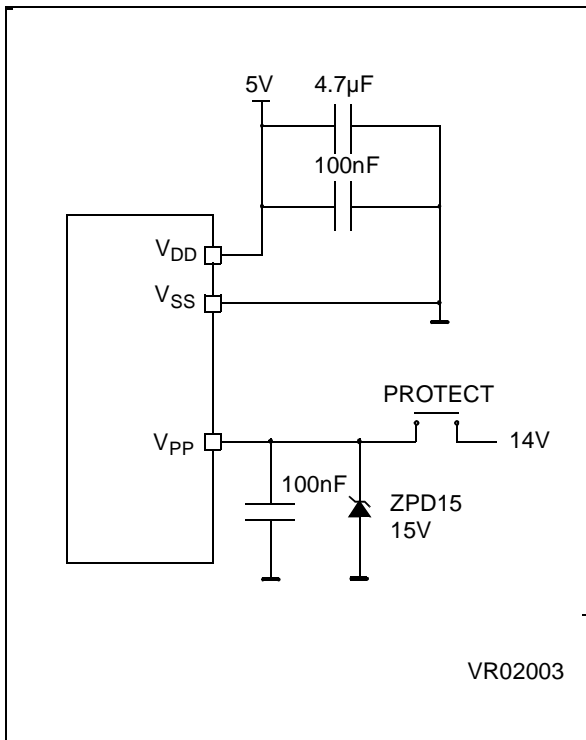 5V 4.7µF
100nF
VDD
VSS
PROTECT
VPP 14V
100nF
ZPD15
15V
VR02003